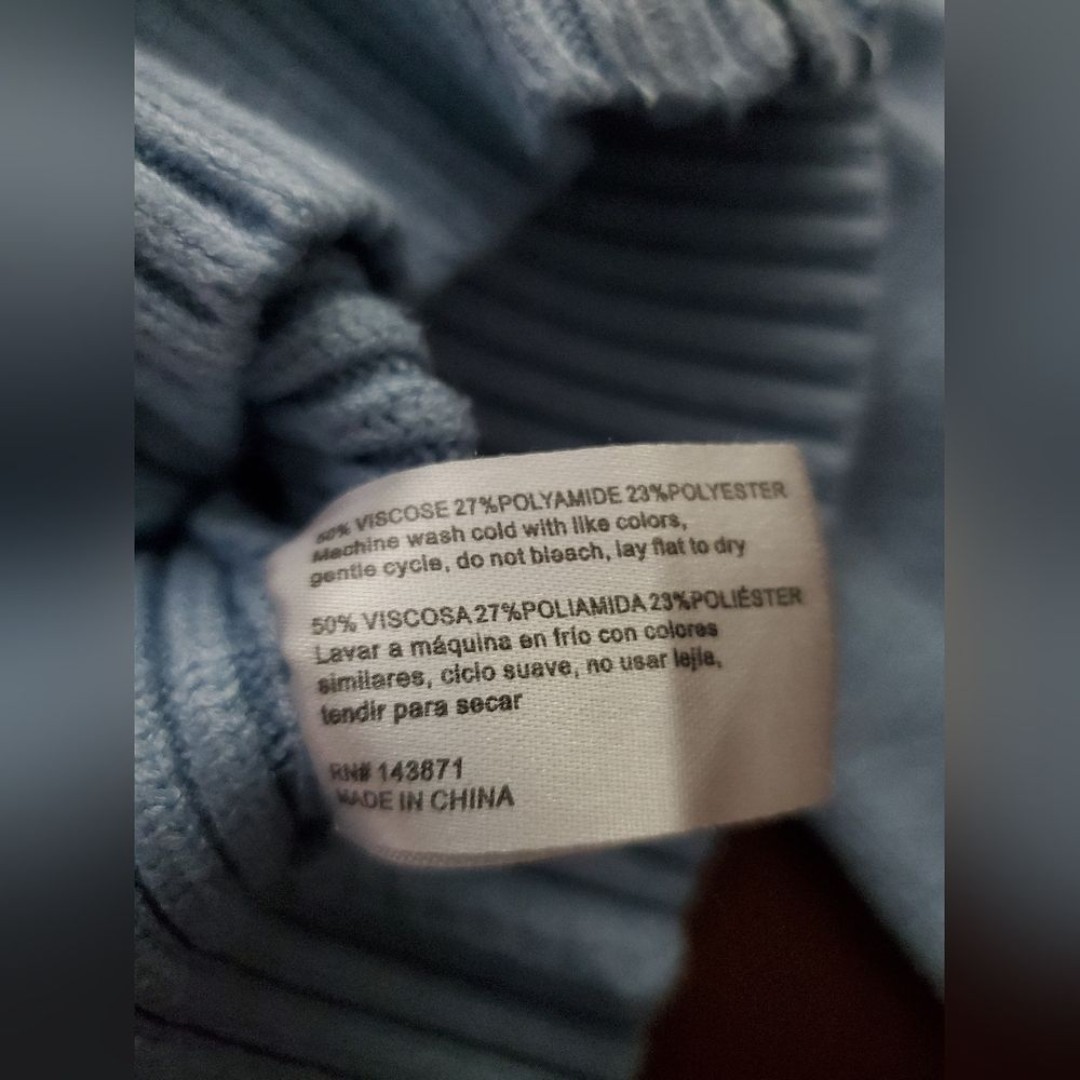 50% VISCOSE 27%POLYAMIDE 23%POLYESTER
Machine wash cold with like colors,
gentle cycle, do not bleach, lay flat to dry
50% VISCOSA 27%POLIAMIDA 23%POLIÉSTER
Lavar a máquina en frío con colores
similares, ciclo suave, no usar lejía,
tendir para secar
RN# 143871
MADE IN CHINA